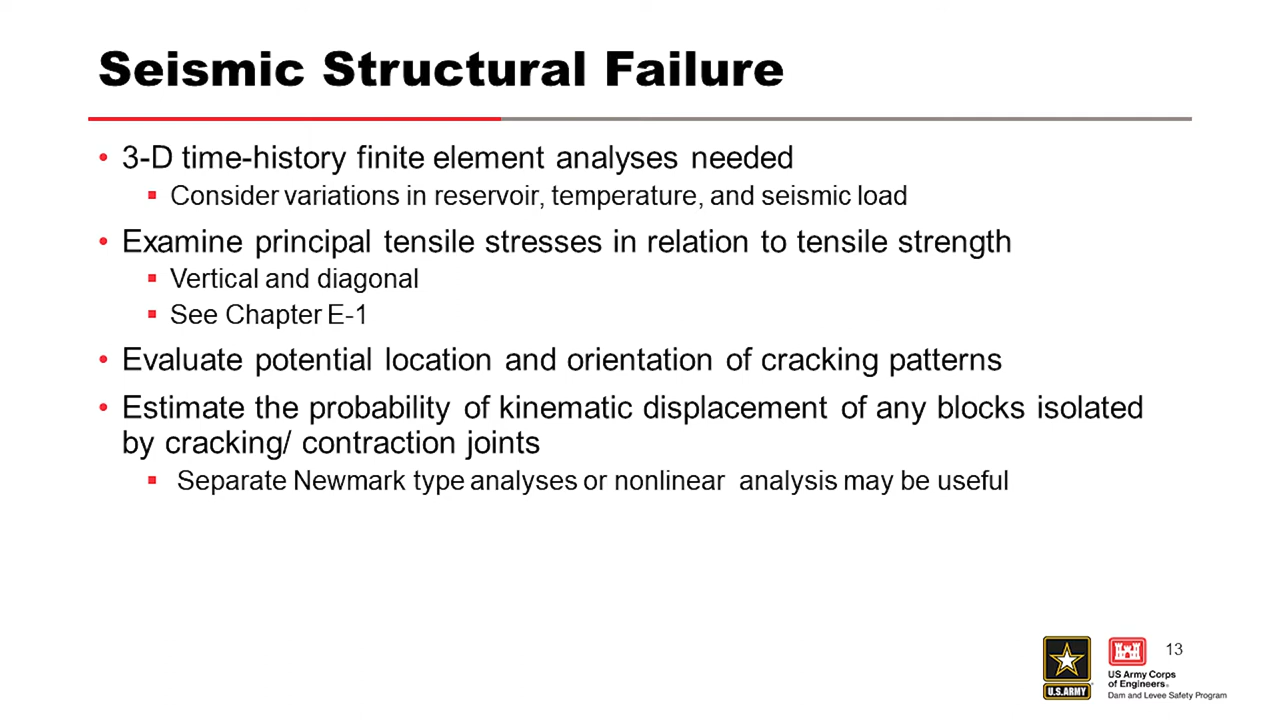 Seismic Structural Failure
• 3-D time-history finite element analyses needed
▪ Consider variations in reservoir, temperature, and seismic load
• Examine principal tensile stresses in relation to tensile strength
▪ Vertical and diagonal
▪ See Chapter E-1
• Evaluate potential location and orientation of cracking patterns
• Estimate the probability of kinematic displacement of any blocks isolated
by cracking/ contraction joints
▪ Separate Newmark type analyses or nonlinear analysis may be useful
13
U.S.ARMY
US Army Corps
of Engineers®
Dam and Levee Safety Program